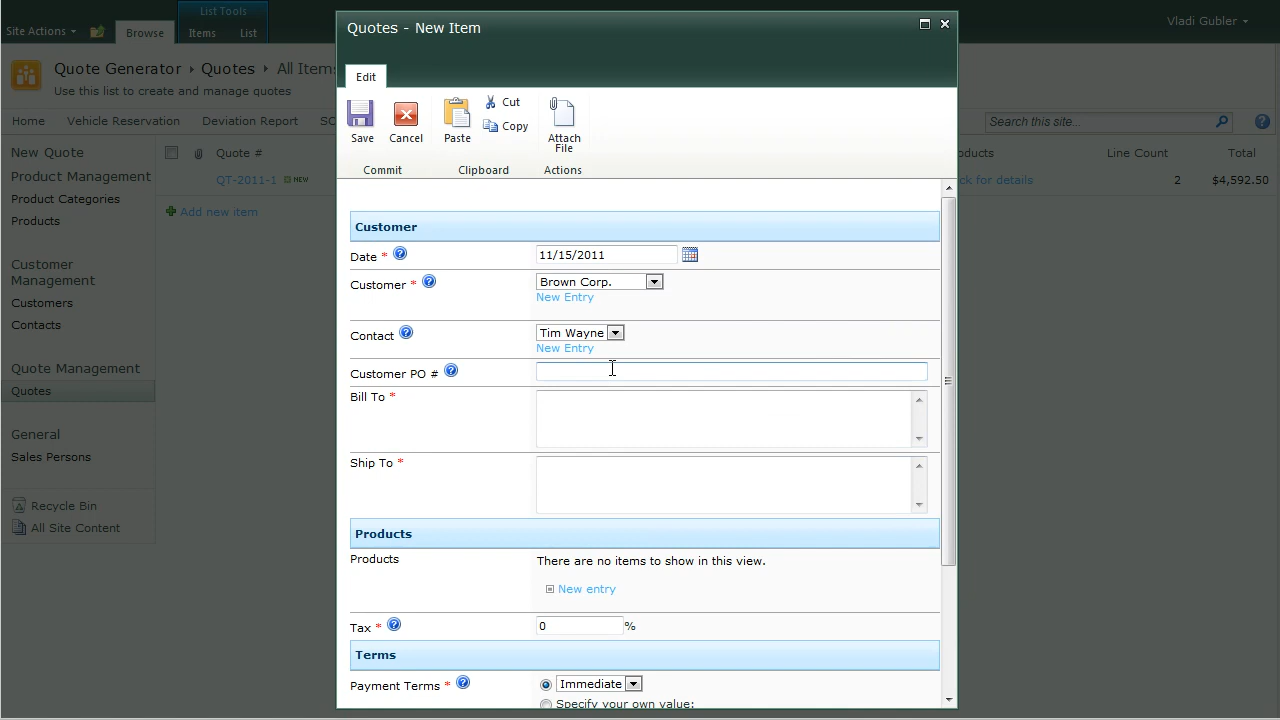 Site Actions
Browse
List Tools
Items
List
Vladi Gubler
Quote Generator › Quotes › All Items
Use this list to create and manage quotes
Home
Vehicle Reservation
Deviation Report
Search this site...
New Quote
Product Management
Product Categories
Products
Customer
Management
Customers
Contacts
Quote Management
Quotes
General
Sales Persons
Recycle Bin
All Site Content
Quote #
QT-2011-1 NEW
Add new item
Line Count
Total
for details
2
$4,592.50
Quotes - New Item
Edit
Save
Cancel
Paste
Cut
Copy
Attach
File
Commit
Clipboard
Actions
Customer
Date *
11/15/2011
Customer *
Brown Corp.
New Entry
Contact
Tim Wayne
New Entry
Customer PO #
Bill To *
Ship To *
Products
Products
There are no items to show in this view.
New entry
Tax *
0 %
Terms
Payment Terms *
Immediate
Specify your own value: